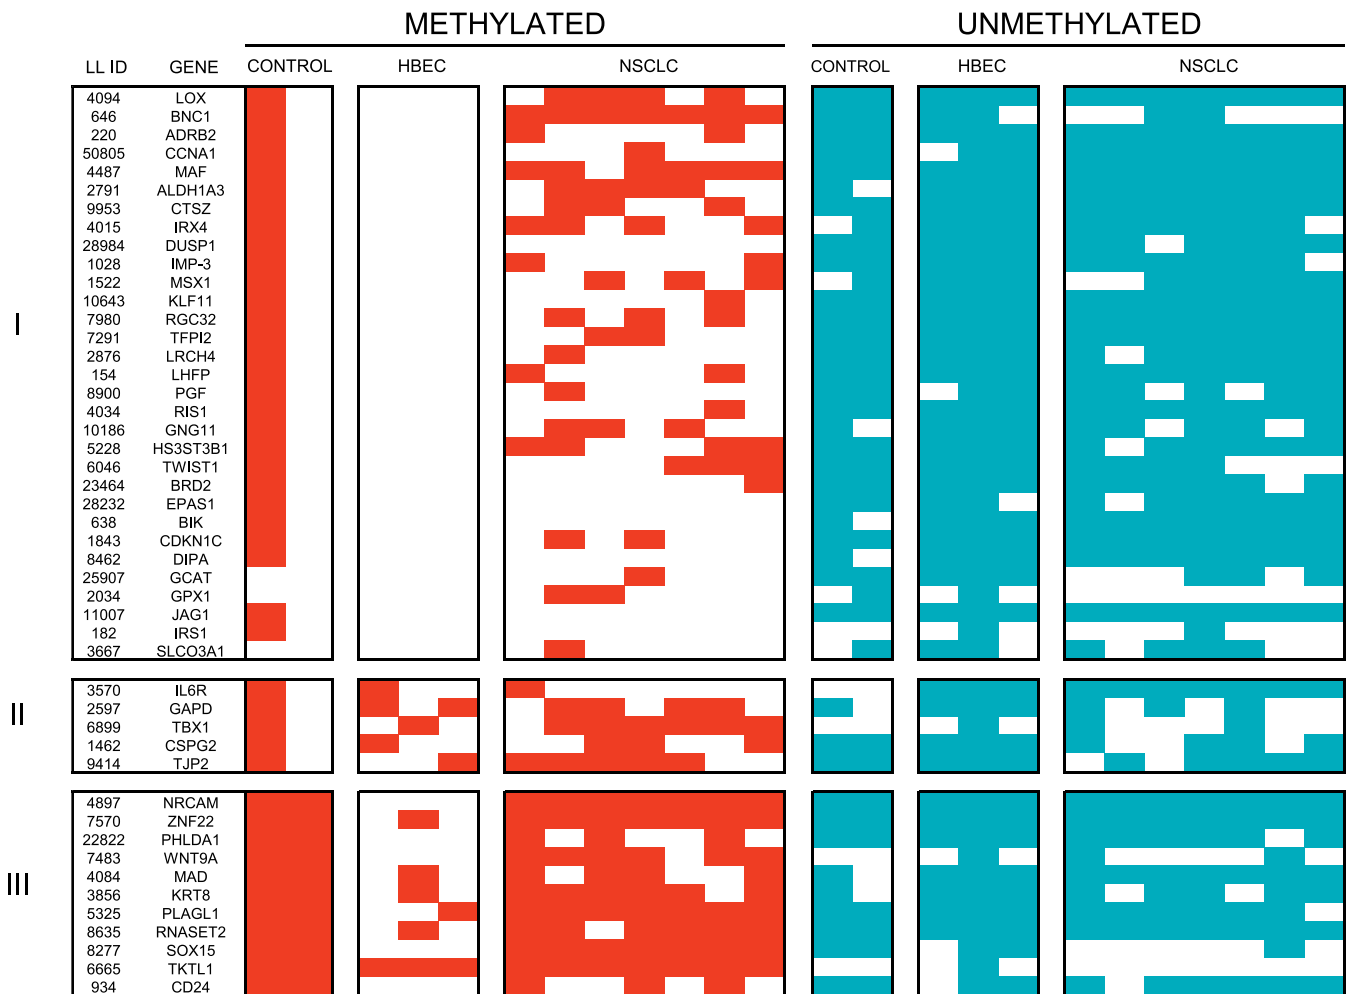 METHYLATED UNMETHYLATED
LL ID GENE CONTROL HBEC NSCLC CONTROL HBEC NSCLC
4094 LOX
646 BNC1
220 ADRB2
50805 CCNA1
4487 MAF
2791 ALDH1A3
9953 CTSZ
4015 IRX4
28984 DUSP1
1028 IMP-3
1522 MSX1
10643 KLF11
I
7980 RGC32
7291 TFPI2
2876 LRCH4
154 LHFP
8900 PGF
4034 RIS1
10186 GNG11
5228 HS3ST3B1
6046 TWIST1
23464 BRD2
28232 EPAS1
638 BIK
1843 CDKN1C
8462 DIPA
25907 GCAT
2034 GPX1
11007 JAG1
182 IRS1
3667 SLCO3A1
3570 IL6R
2597 GAPD
II
6899 TBX1
1462 CSPG2
9414 TJP2
4897 NRCAM
7570 ZNF22
22822 PHLDA1
7483 WNT9A
4084 MAD
III
3856 KRT8
5325 PLAGL1
8635 RNASET2
8277 SOX15
6665 TKTL1
934 CD24